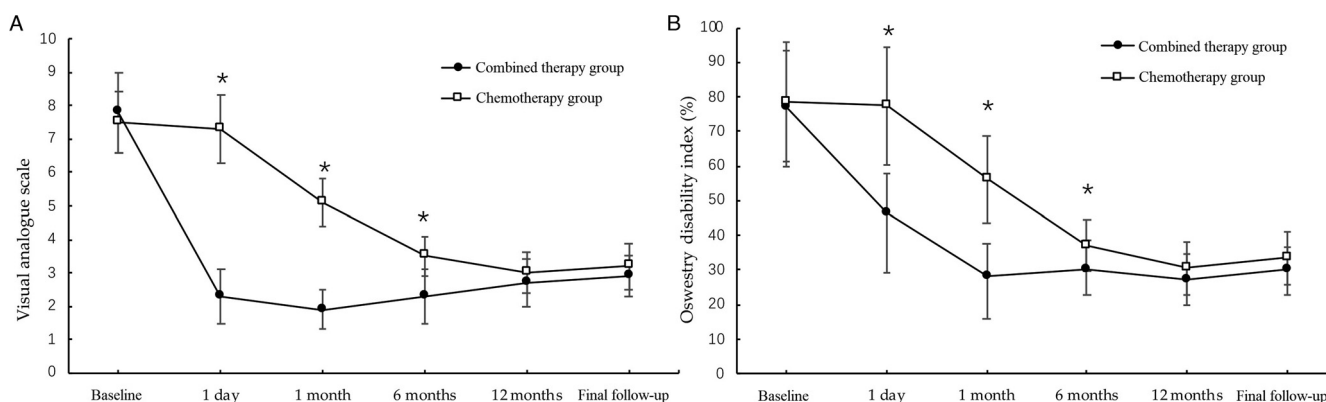 A
Visual analogue scale
10
9
8
7
6
5
4
3
2
1
0
*
*
*
Combined therapy group
Chemotherapy group
Baseline 1 day 1 month 6 months 12 months Final follow-up
B
Oswestry disability index (%)
100
90
80
70
60
50
40
30
20
10
0
*
*
*
Combined therapy group
Chemotherapy group
Baseline 1 day 1 month 6 months 12 months Final follow-up